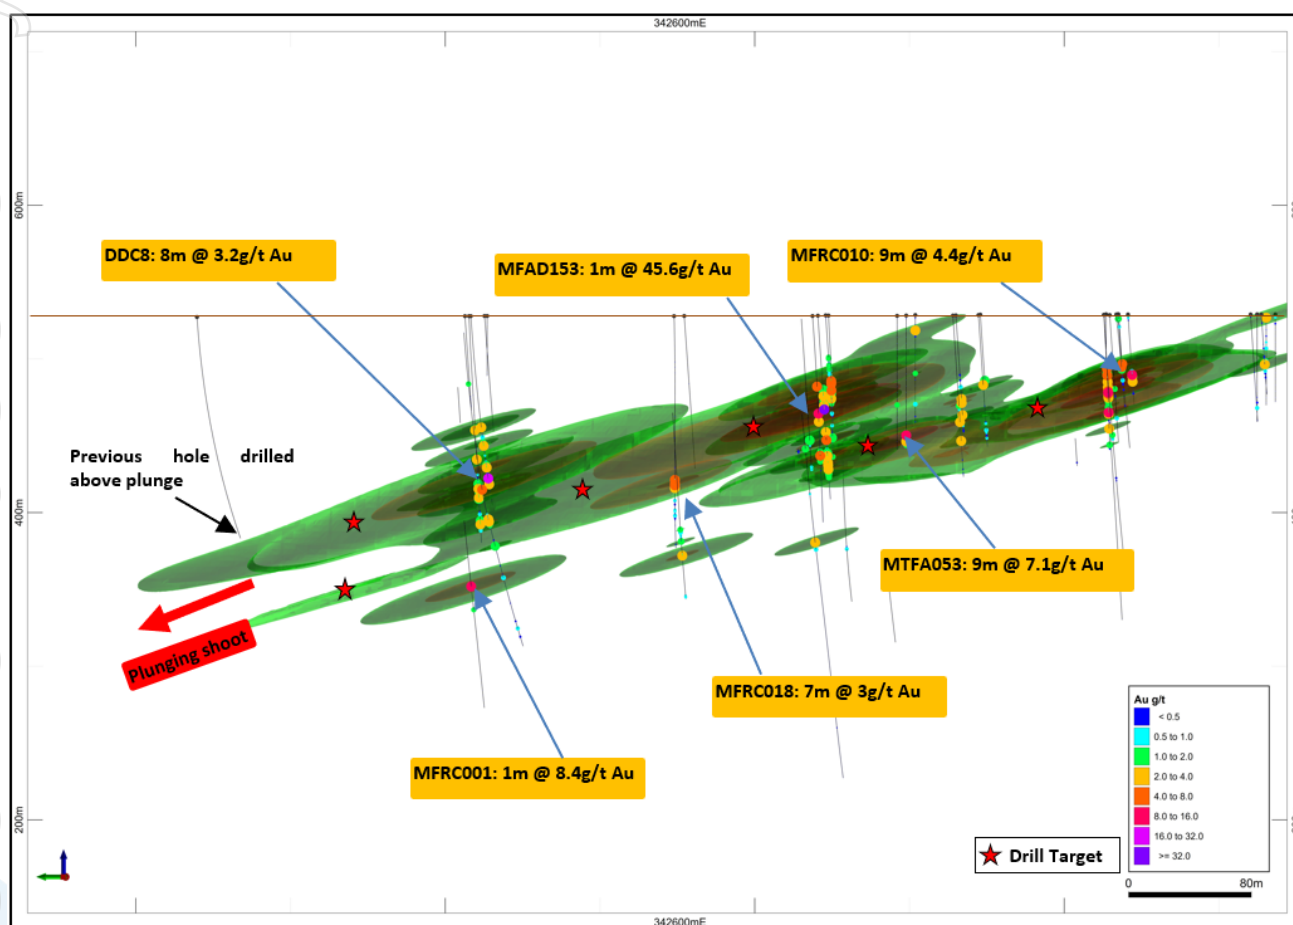 342600mE
600m
DDC8: 8m @ 3.2g/t Au
MFAD153: 1m @ 45.6g/t Au
MFRC010: 9m @ 4.4g/t Au
Previous hole drilled
above plunge
400m
MTFA053: 9m @ 7.1g/t Au
Plunging shoot
MFRC018: 7m @ 3g/t Au
MFRC001: 1m @ 8.4g/t Au
200m
Au g/t
< 0.5
0.5 to 1.0
1.0 to 2.0
2.0 to 4.0
4.0 to 8.0
8.0 to 16.0
16.0 to 32.0
>= 32.0
Drill Target
0 80m
342600mE